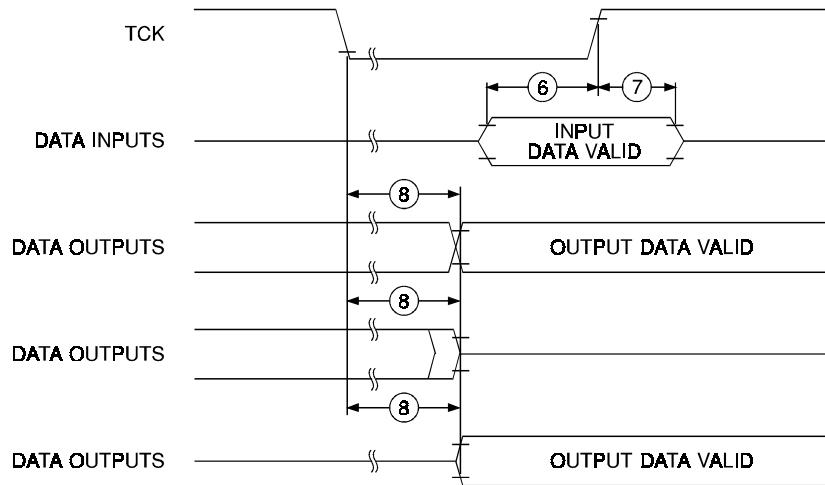 TCK
6
7
DATA INPUTS
INPUT
DATA VALID
8
DATA OUTPUTS
OUTPUT DATA VALID
8
DATA OUTPUTS
8
DATA OUTPUTS
OUTPUT DATA VALID